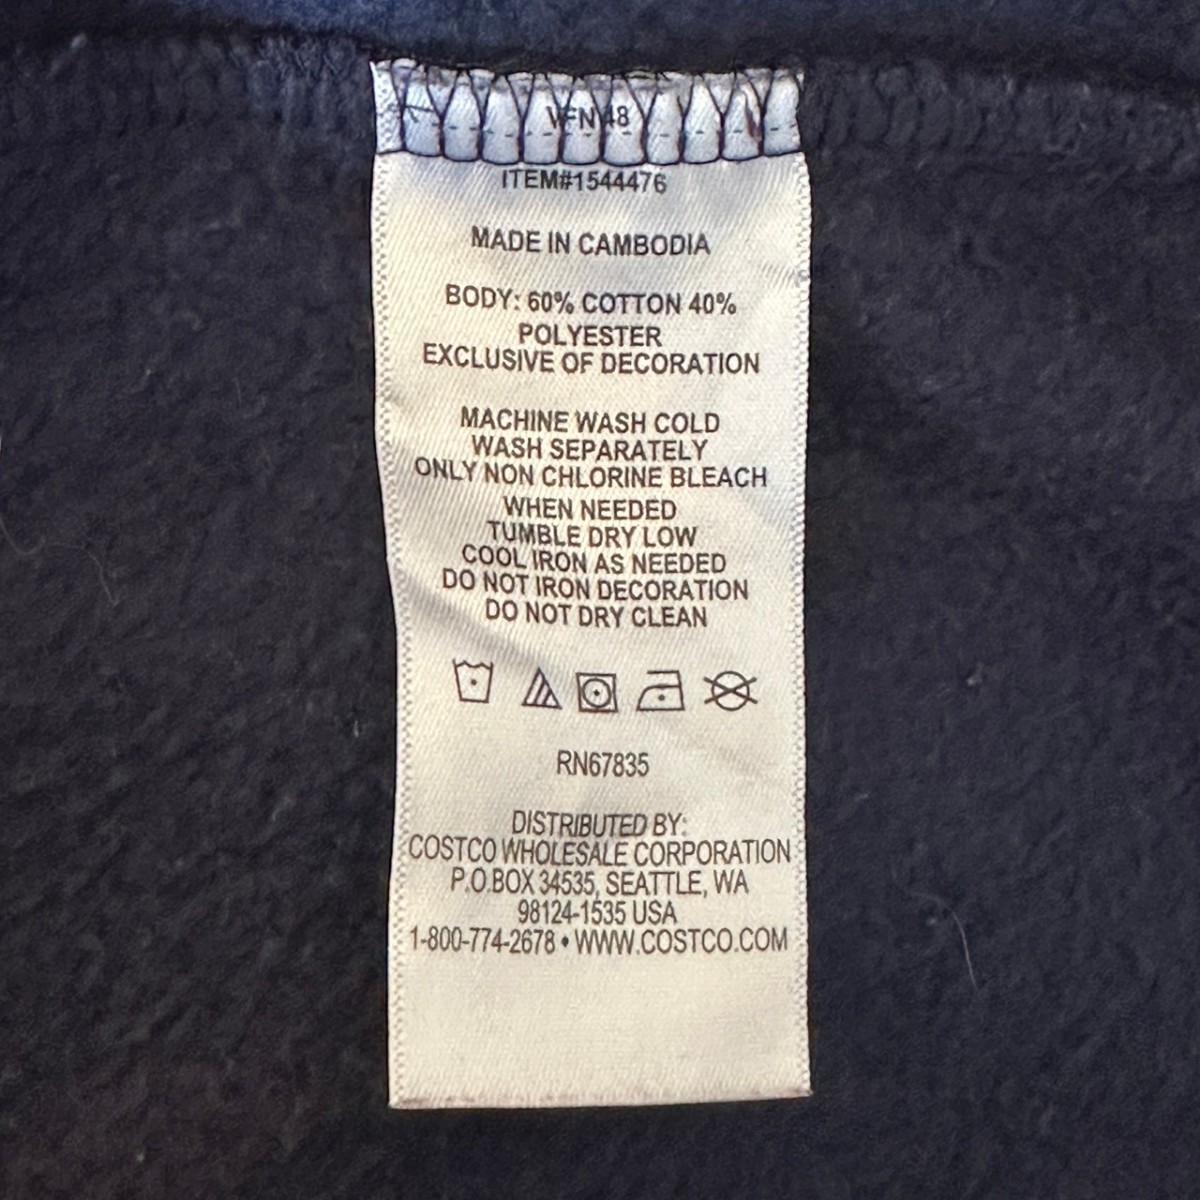 VFN 48
ITEM#1544476
MADE IN CAMBODIA
BODY: 60% COTTON 40%
POLYESTER
EXCLUSIVE OF DECORATION
MACHINE WASH COLD
WASH SEPARATELY
ONLY NON CHLORINE BLEACH
WHEN NEEDED
TUMBLE DRY LOW
COOL IRON AS NEEDED
DO NOT IRON DECORATION
DO NOT DRY CLEAN
RN67835
DISTRIBUTED BY:
COSTCO WHOLESALE CORPORATION
P.O.BOX 34535, SEATTLE, WA
98124-1535 USA
1-800-774-2678 • WWW.COSTCO.COM